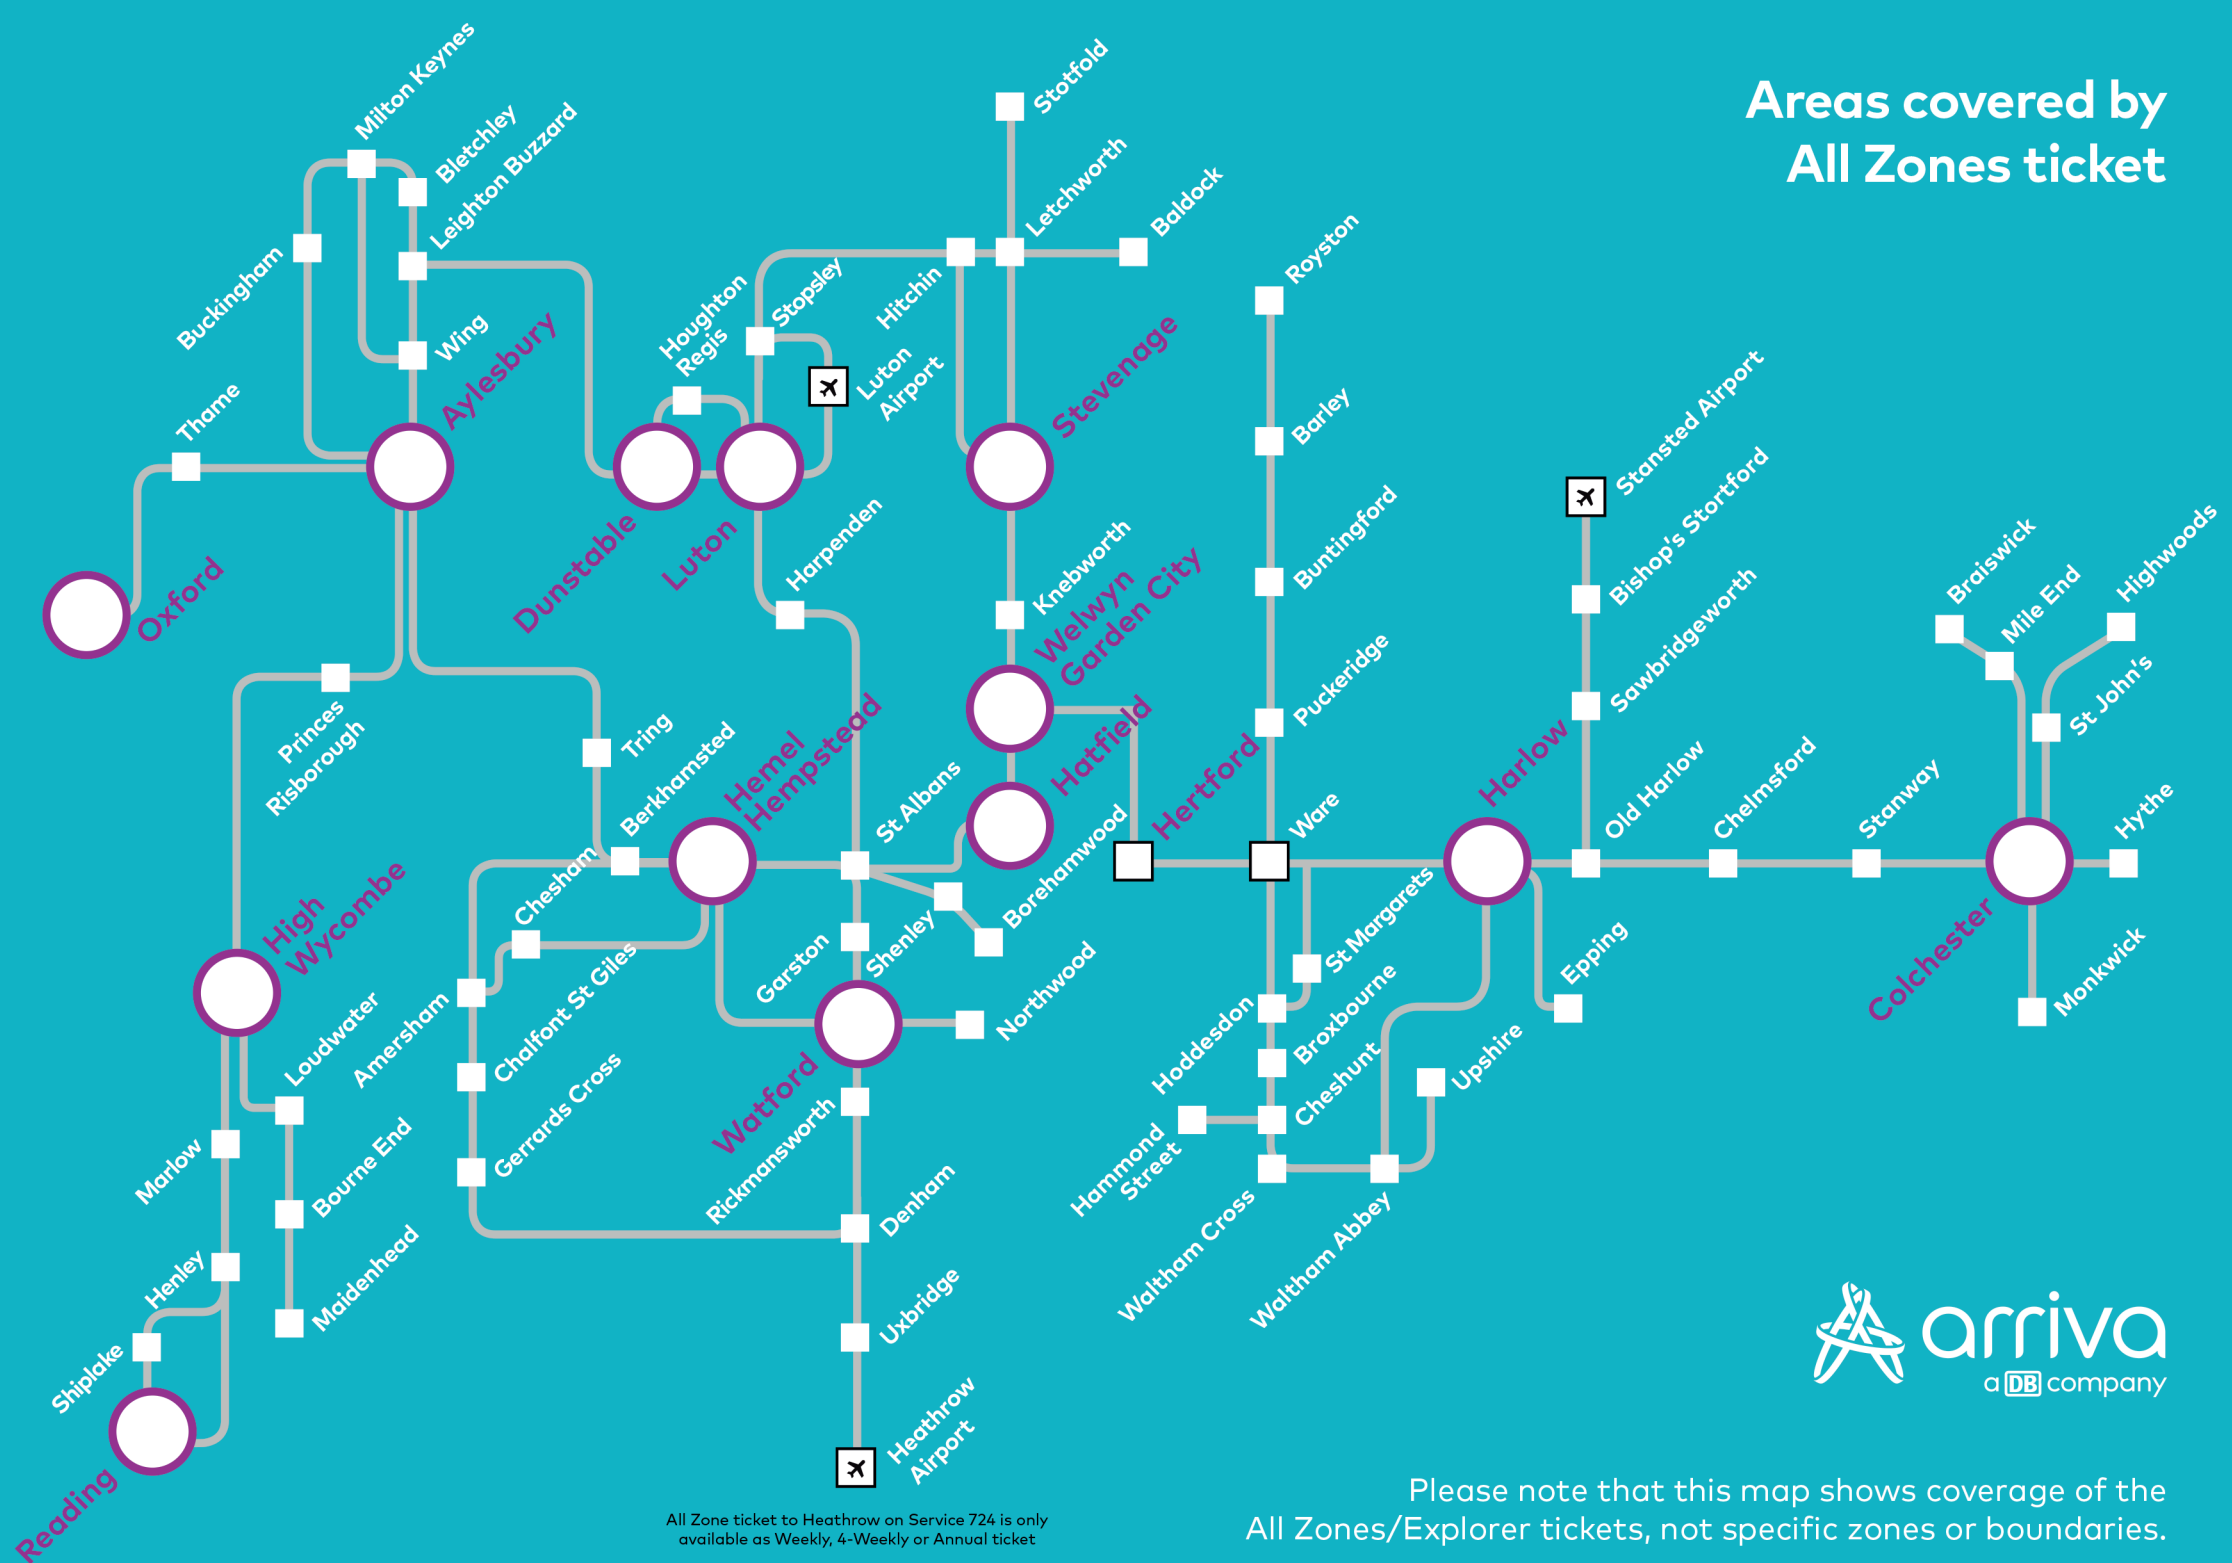 Areas covered by
All Zones ticket
Milton Keynes
Bletchley
Leighton Buzzard
Buckingham
Wing
Aylesbury
Thame
Oxford
Stotfold
Letchworth
Baldock
Hitchin
Stopsley
Houghton
Regis
Luton
Airport
Stevenage
Dunstable
Luton
Harpenden
Knebworth
Welwyn
Garden City
Hatfield
Royston
Barley
Buntingford
Puckeridge
Hertford
Ware
Stansted Airport
Bishop's Stortford
Sawbridgeworth
Harlow
Old Harlow
Chelmsford
Stanway
Braiswick
Mile End
Highwoods
St John's
Hythe
Colchester
Monkwick
Princes
Risborough
Tring
Berkhamsted
Hemel
Hempstead
St Albans
Borehamwood
Shenley
Garston
Northwood
Chesham
High
Wycombe
Loudwater
Amersham
Chalfont St Giles
Gerrards Cross
Watford
Rickmansworth
Denham
Uxbridge
Heathrow
Airport
Marlow
Bourne End
Henley
Maidenhead
Shiplake
Reading
St Margarets
Hoddesdon
Broxbourne
Cheshunt
Hammond
Street
Waltham Cross
Waltham Abbey
Upshire
Epping
arriva
a DB company
All Zone ticket to Heathrow on Service 724 is only
available as Weekly, 4-Weekly or Annual ticket
Please note that this map shows coverage of the
All Zones/Explorer tickets, not specific zones or boundaries.